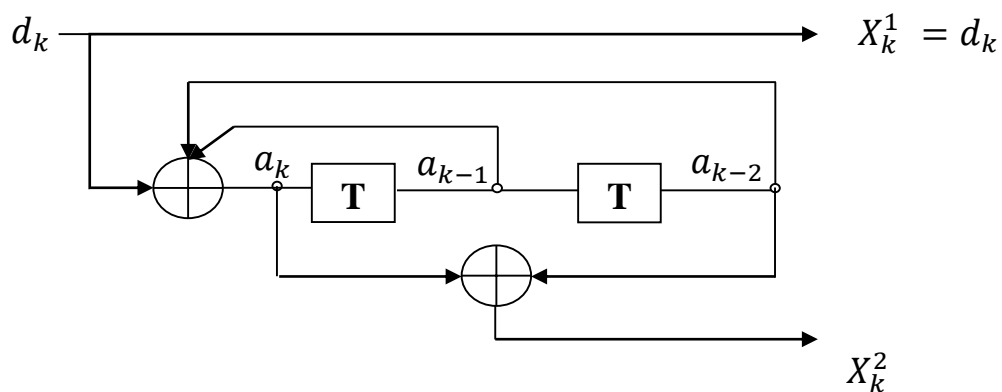 d_k X_k^1 = d_k
a_k T a_{k-1} T a_{k-2}
X_k^2